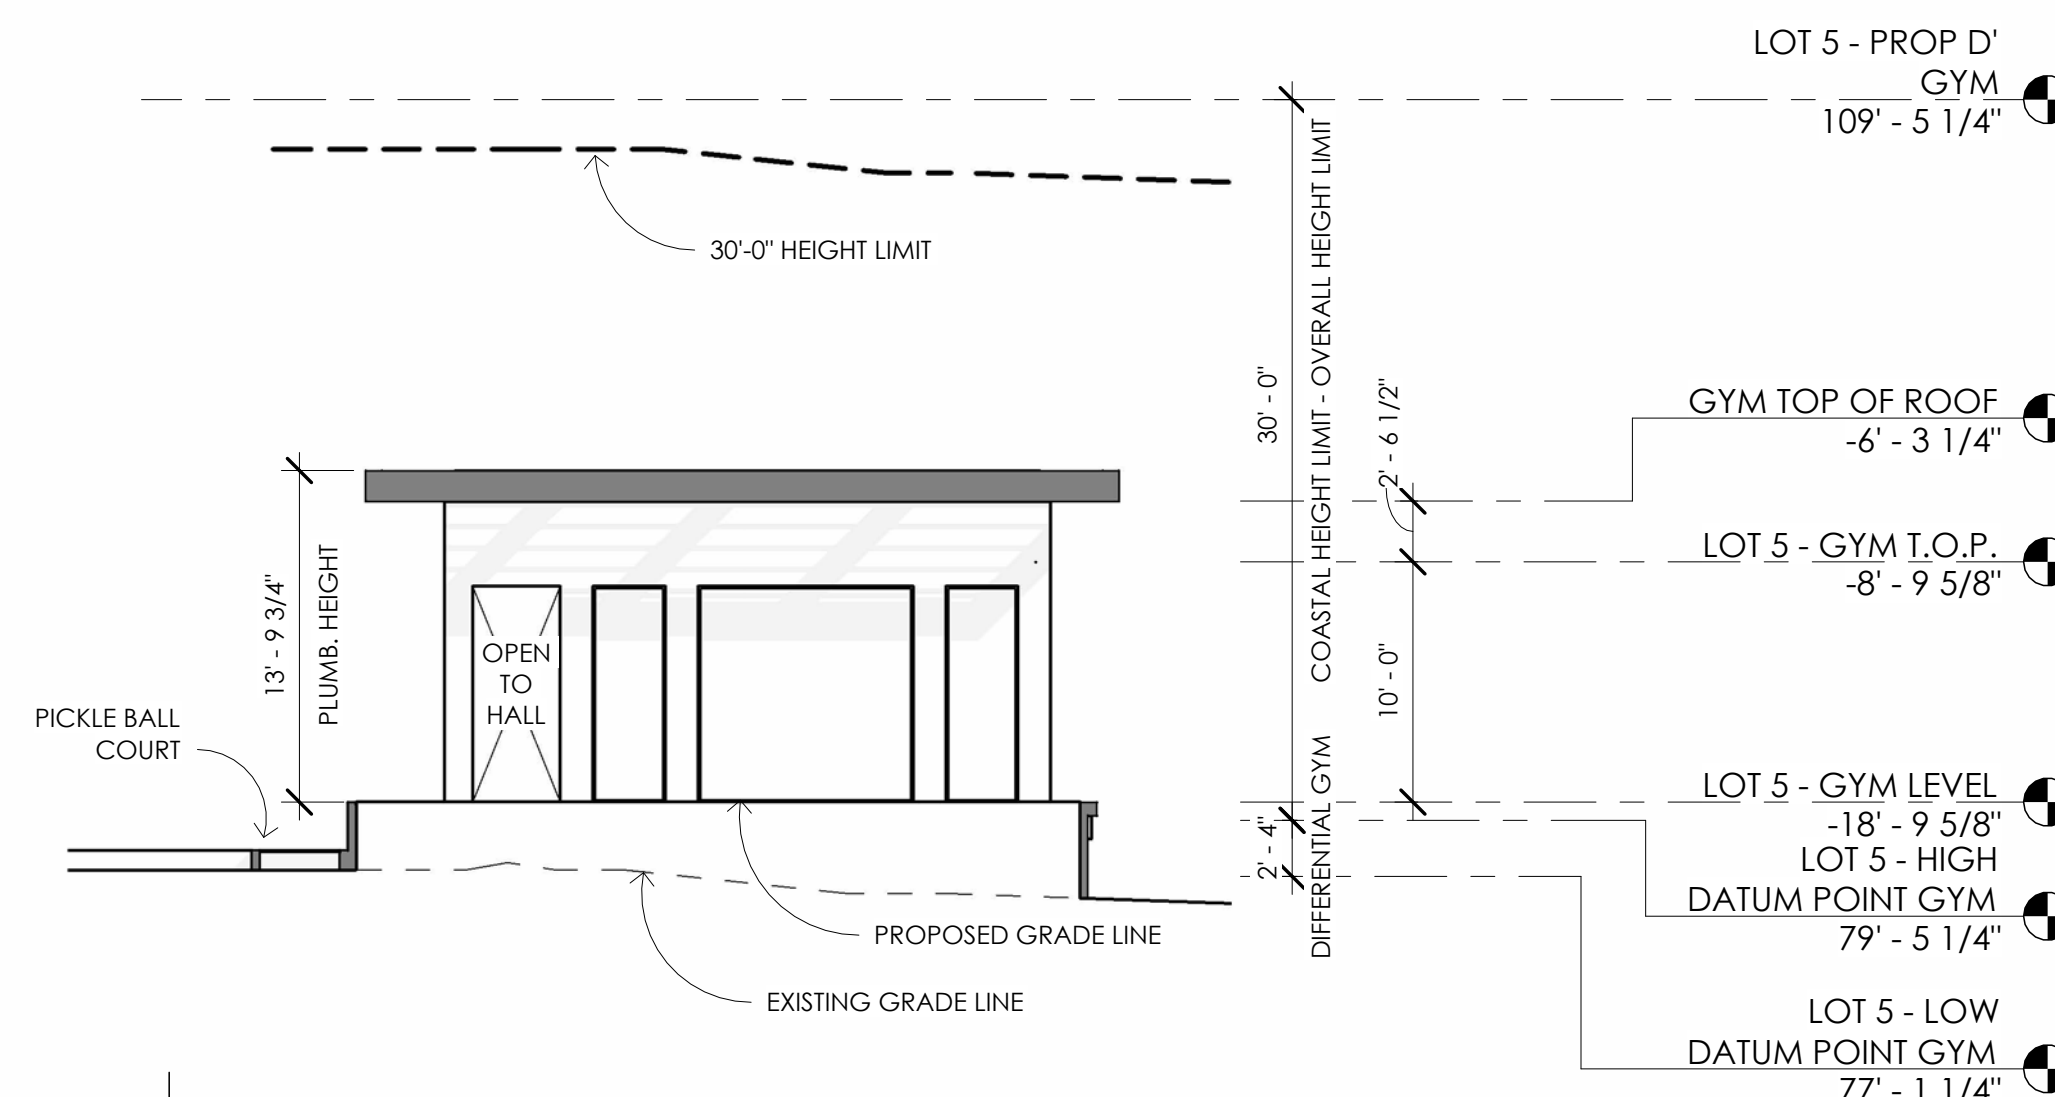 LOT 5 - PROP D'
GYM
109' - 5 1/4"
30'-0" HEIGHT LIMIT
COASTAL HEIGHT LIMIT - OVERALL HEIGHT LIMIT
30' - 0"
2' - 6 1/2"
GYM TOP OF ROOF
-6' - 3 1/4"
LOT 5 - GYM T.O.P.
-8' - 9 5/8"
13' - 9 3/4"
PLUMB. HEIGHT
OPEN
TO
HALL
10' - 0"
PICKLE BALL
COURT
LOT 5 - GYM LEVEL
-18' - 9 5/8"
2' - 4"
DIFFERENTIAL GYM
LOT 5 - HIGH
DATUM POINT GYM
79' - 5 1/4"
PROPOSED GRADE LINE
EXISTING GRADE LINE
LOT 5 - LOW
DATUM POINT GYM
77' - 1 1/4"